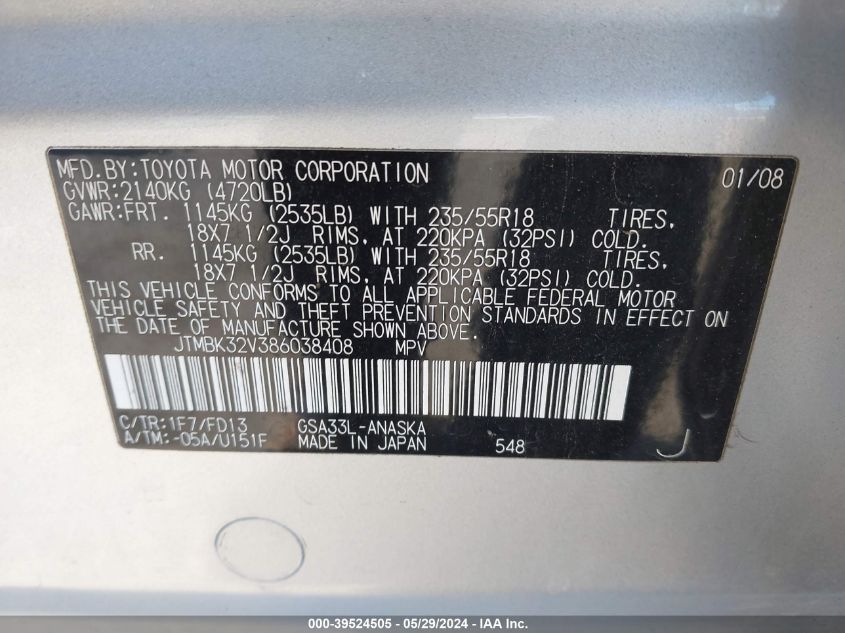 MFD. BY: TOYOTA MOTOR CORPORATION 01/08
GVWR: 2140KG (4720LB)
GAWR: FRT. 1145KG (2535LB) WITH 235/55R18 TIRES,
18X7 1/2J RIMS, AT 220KPA (32PSI) COLD.
RR. 1145KG (2535LB) WITH 235/55R18 TIRES,
18X7 1/2J RIMS, AT 220KPA (32PSI) COLD.
THIS VEHICLE CONFORMS TO ALL APPLICABLE FEDERAL MOTOR
VEHICLE SAFETY AND THEFT PREVENTION STANDARDS IN EFFECT ON
THE DATE OF MANUFACTURE SHOWN ABOVE.
JTMBK32V386038408 MPV
C/TR: 1F7/FD13 GSA33L-ANASKA
A/TM: -05A/U151F MADE IN JAPAN 548 J
000-39524505 - 05/29/2024 - IAA Inc.